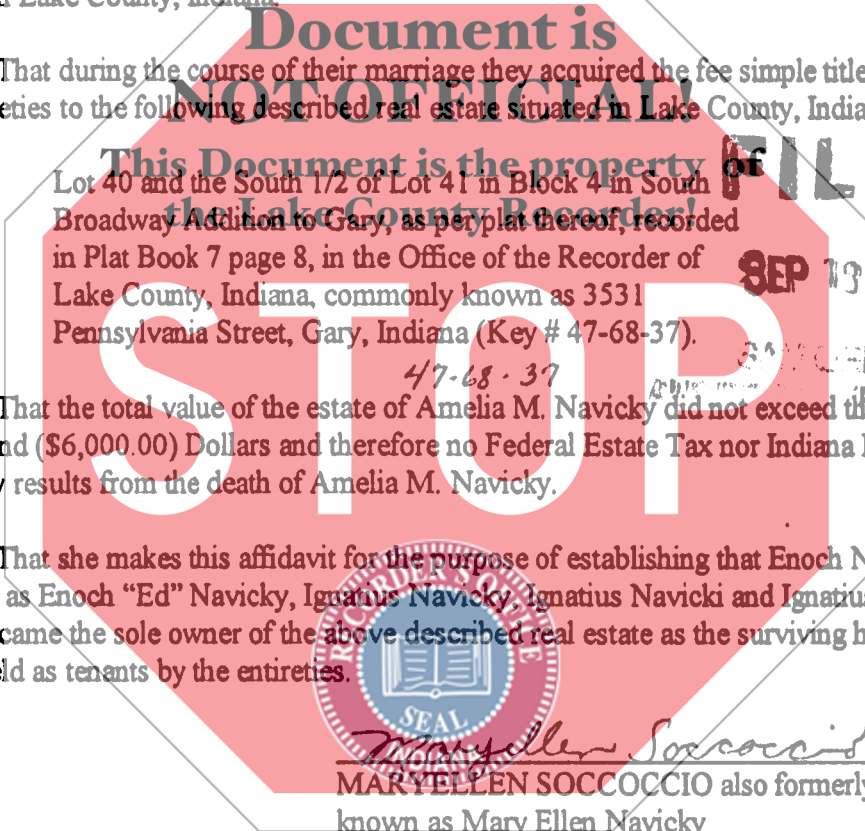 Lake County, Indiana.
Document is
That during the course of their marriage they acquired the fee simple title
eties to the following described real estate situated in Lake County, India
NOT OFFICIAL!
This Document is the property of
the Lake County Recorder!
FIL
Lot 40 and the South 1/2 of Lot 41 in Block 4 in South
Broadway Addition to Gary, as per plat thereof, recorded
in Plat Book 7 page 8, in the Office of the Recorder of
SEP
Lake County, Indiana, commonly known as 3531
Pennsylvania Street, Gary, Indiana (Key # 47-68-37).
47-68-37
STOP
That the total value of the estate of Amelia M. Navicky did not exceed th
nd ($6,000.00) Dollars and therefore no Federal Estate Tax nor Indiana
y results from the death of Amelia M. Navicky.
That she makes this affidavit for the purpose of establishing that Enoch N
as Enoch “Ed” Navicky, Ignatius Navicky, Ignatius Navicki and Ignatius
came the sole owner of the above described real estate as the surviving h
ld as tenants by the entireties.
RECORDER'S OFFICE
SEAL
INDIANA
Maryellen Soccoccio
MARYELLEN SOCCOCCIO also formerly
known as Mary Ellen Navicky